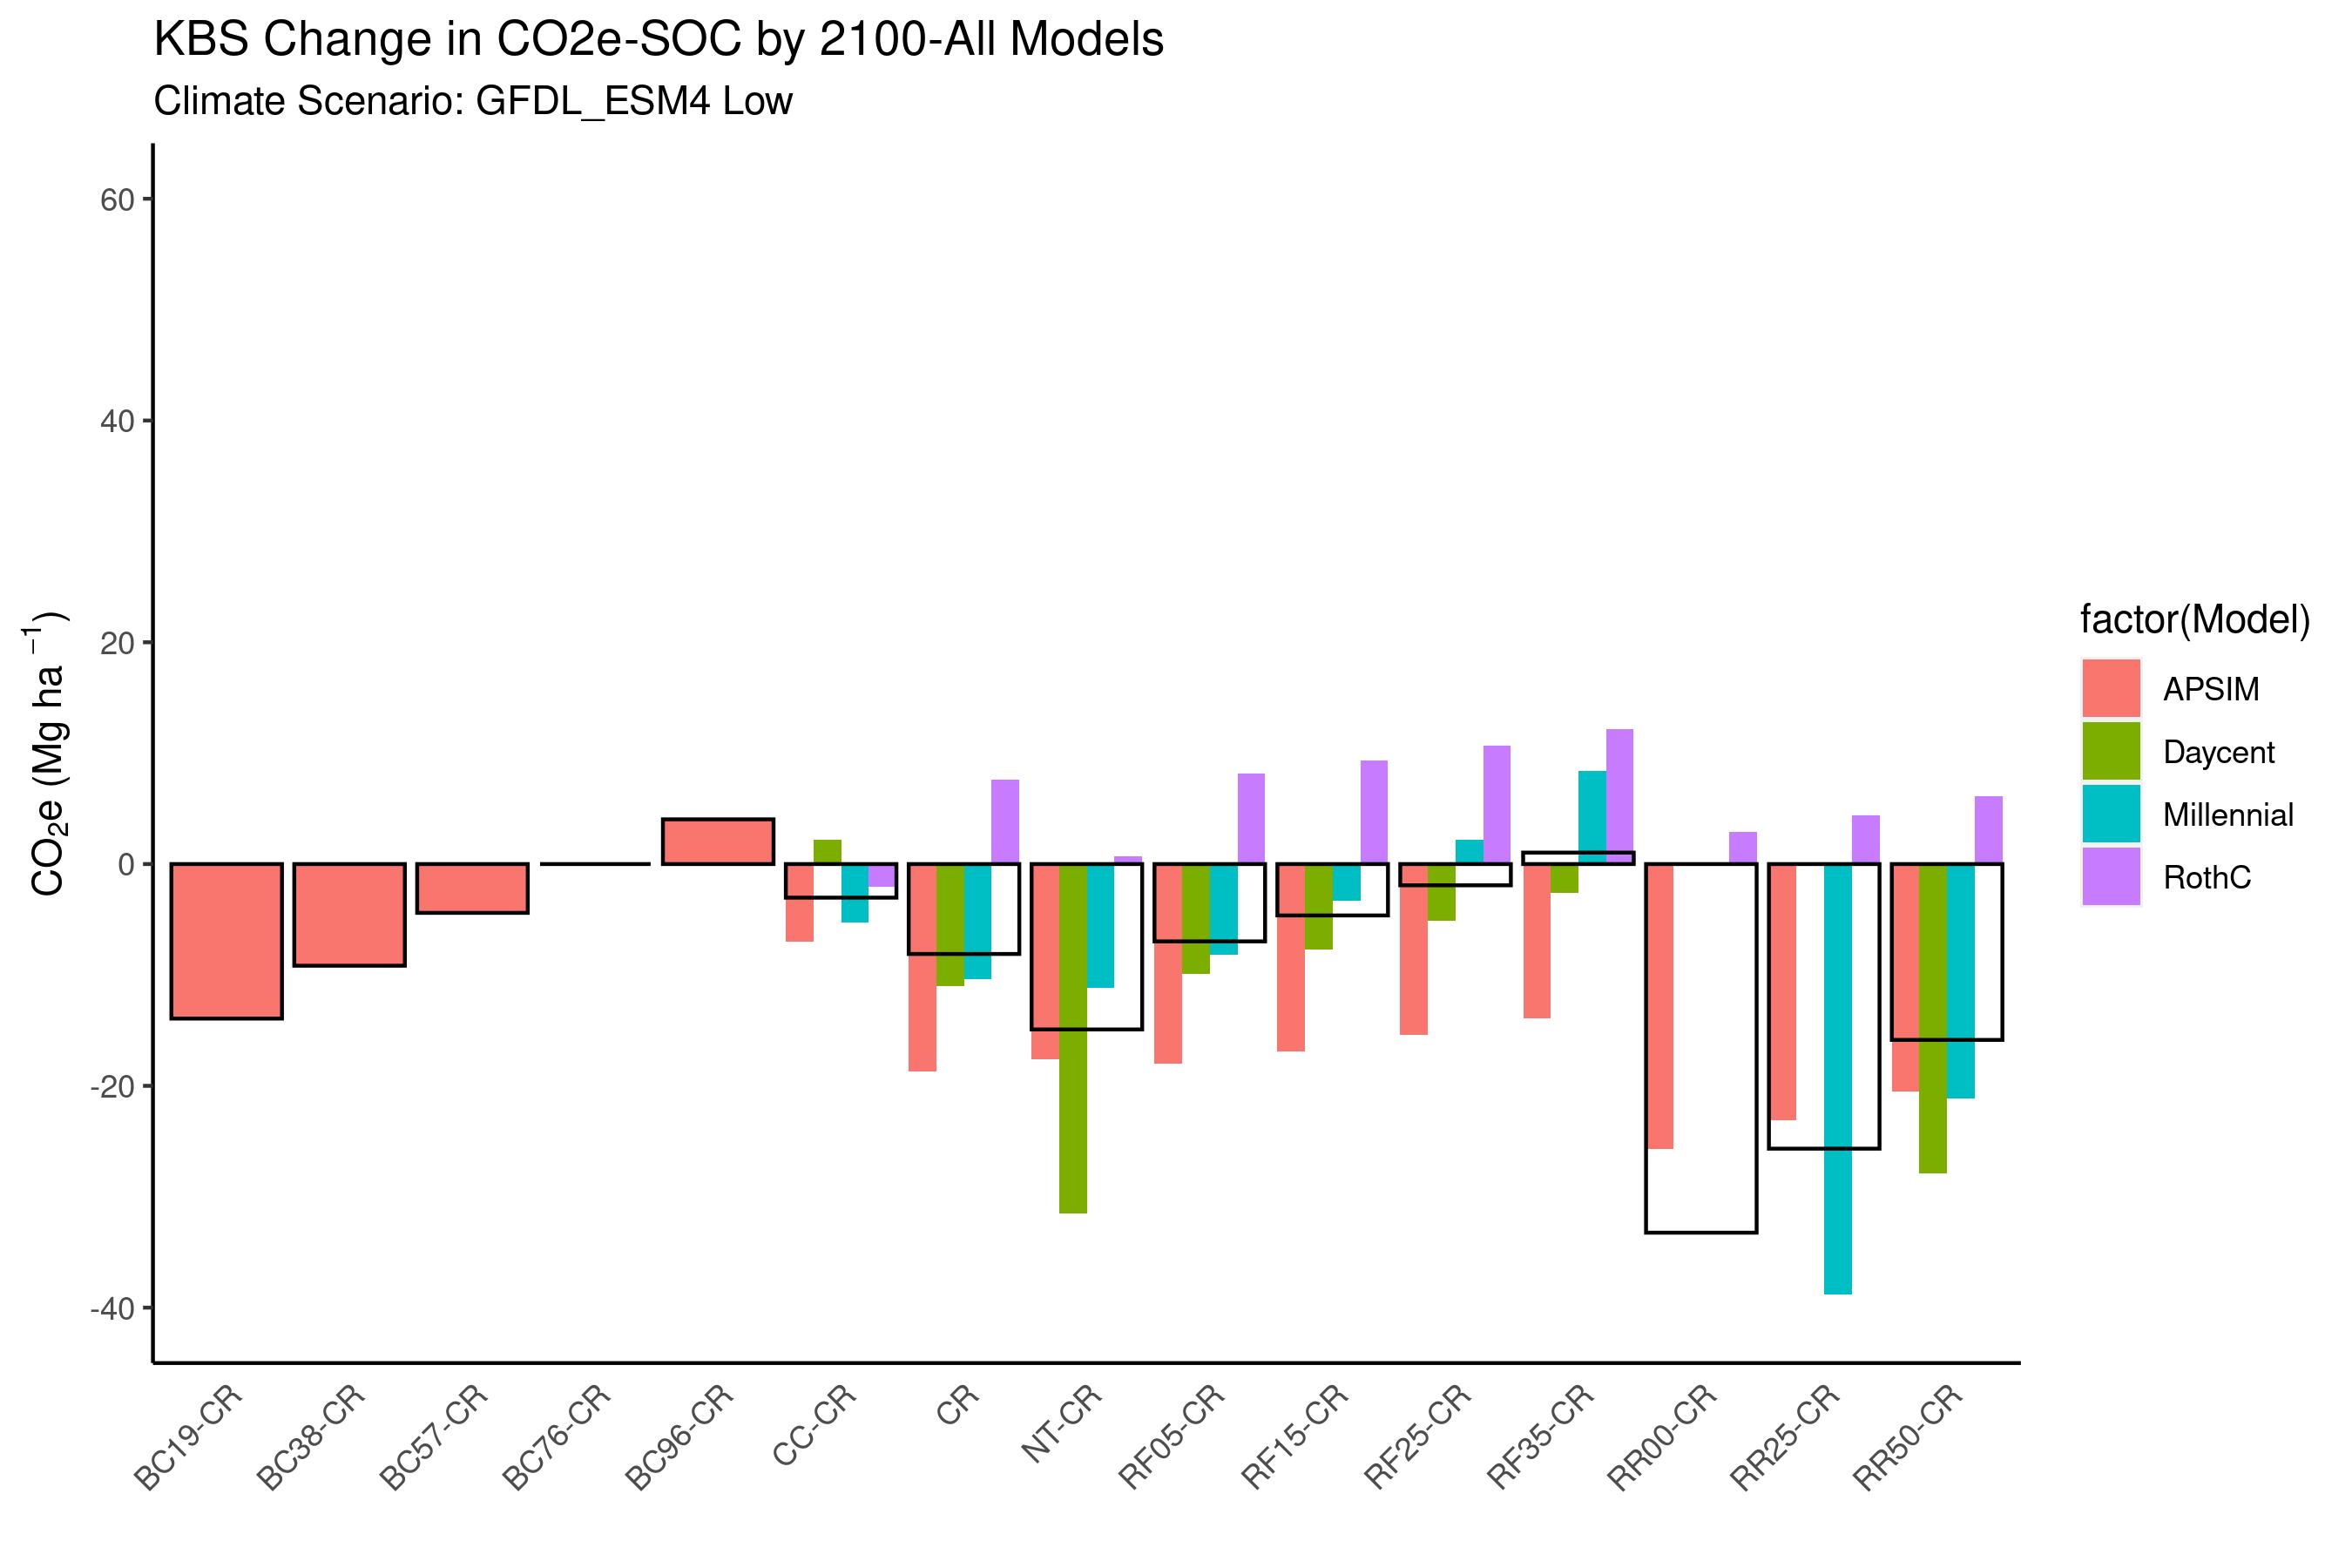 KBS Change in CO2e-SOC by 2100-All Models
Climate Scenario: GFDL_ESM4 Low
CO₂e (Mg ha ⁻¹)
60
40
20
0
-20
-40
BC19-CR
BC38-CR
BC57-CR
BC76-CR
BC96-CR
CC-CR
CR
NT-CR
RF05-CR
RF15-CR
RF25-CR
RF35-CR
RR00-CR
RR25-CR
RR50-CR
factor(Model)
APSIM
Daycent
Millennial
RothC